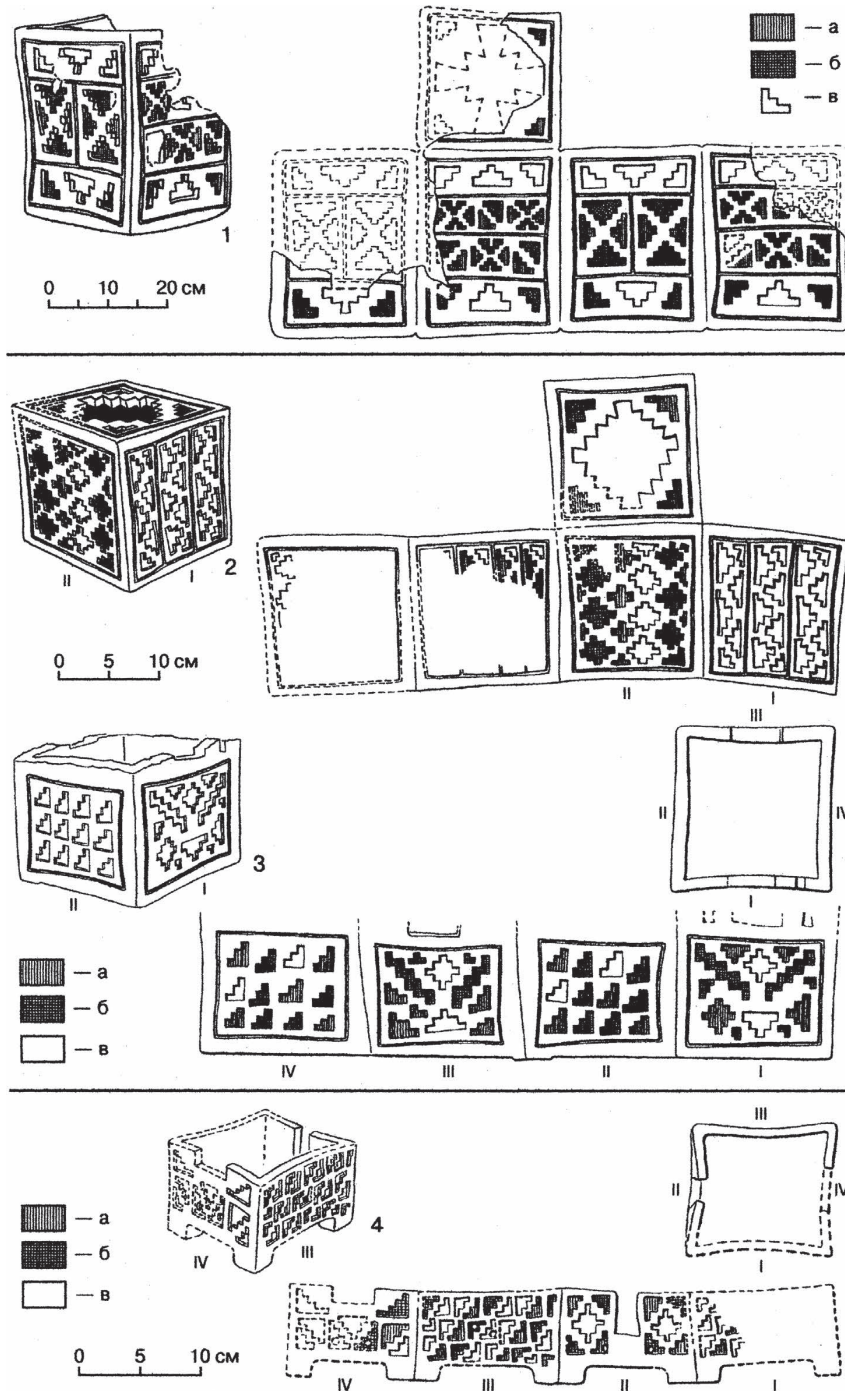 — а
— б
— в
1
0 10 20 см
2
II I
0 5 10 см
II
I
III
3
II I
II IV
I
— а
— б
— в
IV III II I
4
IV III
III
II IV
I
— а
— б
— в
0 5 10 см
IV III II I